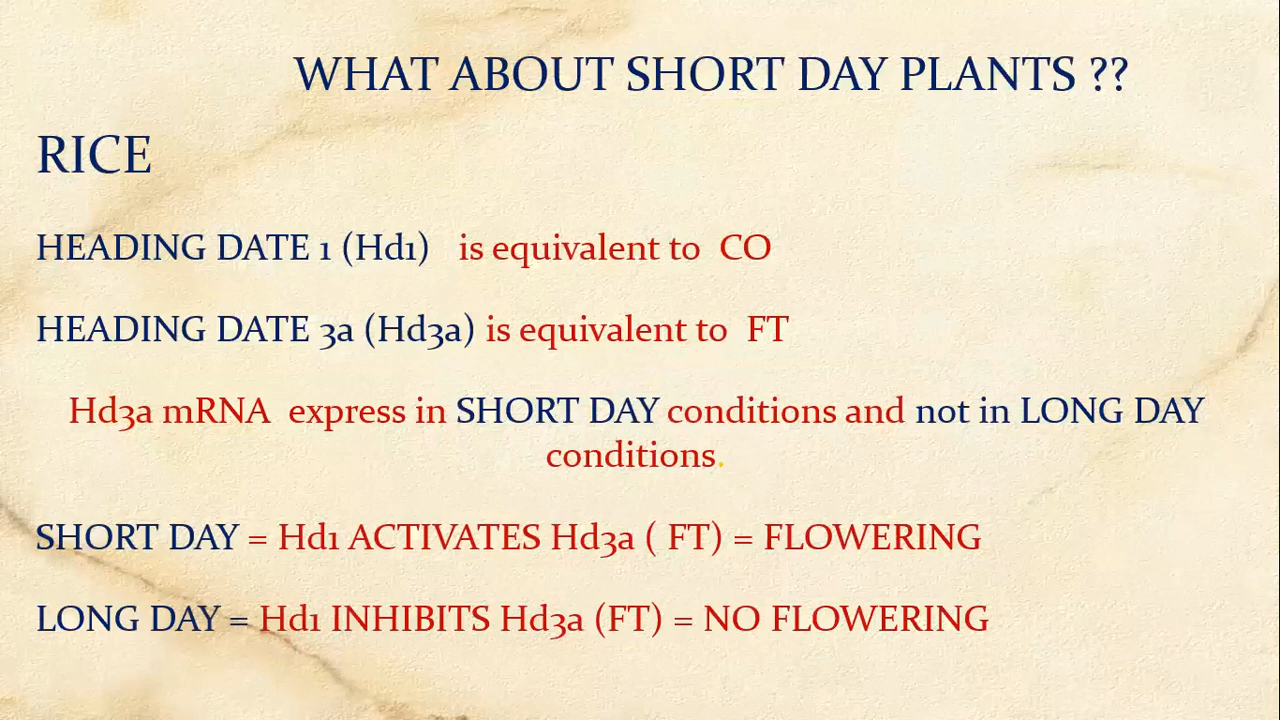 WHAT ABOUT SHORT DAY PLANTS ??
RICE
HEADING DATE 1 (Hd1) is equivalent to CO
HEADING DATE 3a (Hd3a) is equivalent to FT
Hd3a mRNA express in SHORT DAY conditions and not in LONG DAY
conditions.
SHORT DAY = Hd1 ACTIVATES Hd3a ( FT) = FLOWERING
LONG DAY = Hd1 INHIBITS Hd3a (FT) = NO FLOWERING